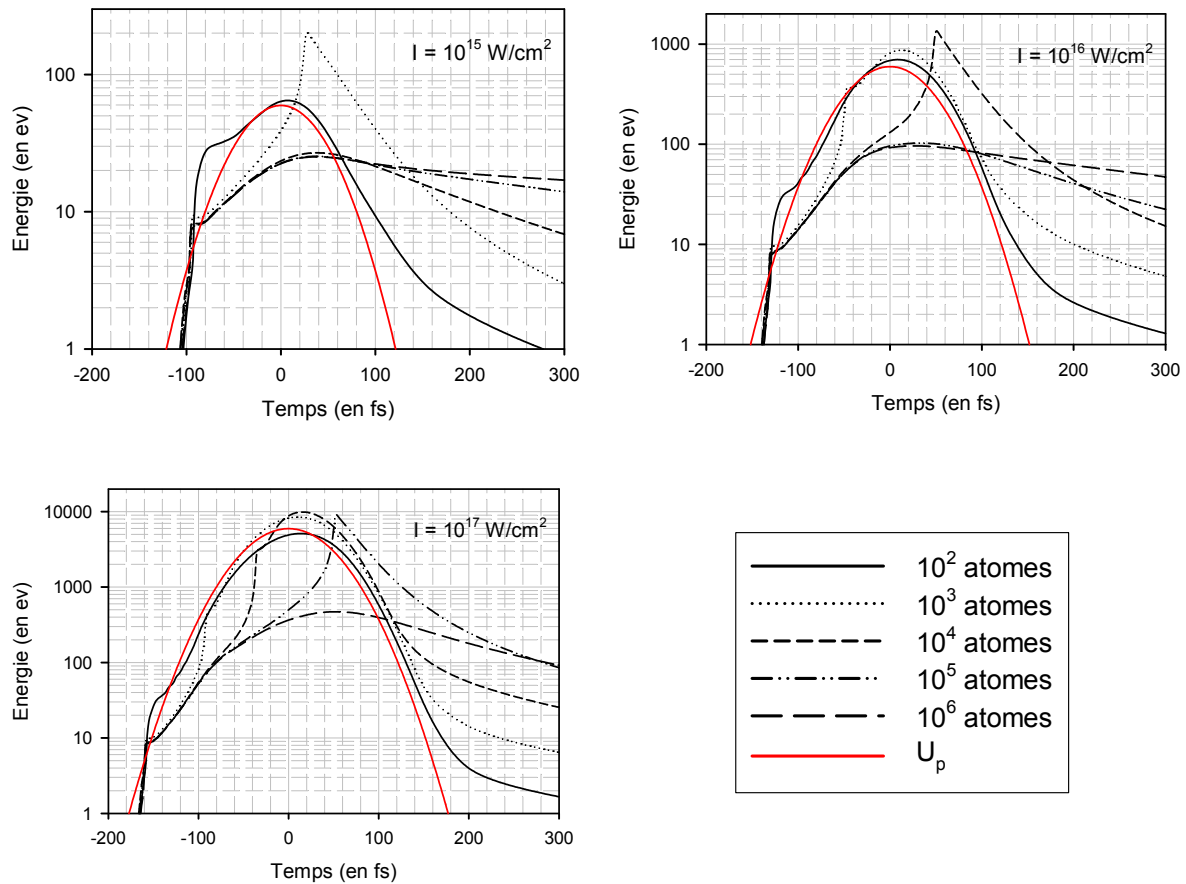 I = 10^15 W/cm^2
100
10
1
Energie (en ev)
-200 -100 0 100 200 300
Temps (en fs)
I = 10^16 W/cm^2
1000
100
10
1
Energie (en ev)
-200 -100 0 100 200 300
Temps (en fs)
I = 10^17 W/cm^2
10000
1000
100
10
1
Energie (en ev)
-200 -100 0 100 200 300
Temps (en fs)
10^2 atomes
10^3 atomes
10^4 atomes
10^5 atomes
10^6 atomes
U_p